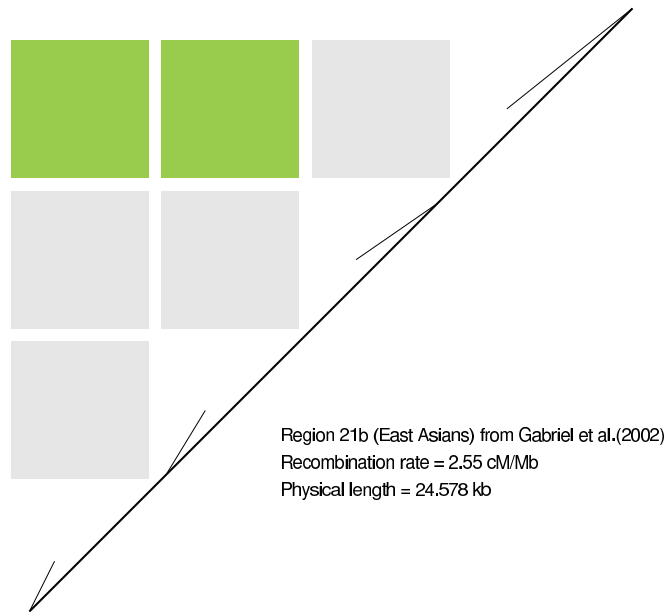 Region 21b (East Asians) from Gabriel et al.(2002)
Recombination rate = 2.55 cM/Mb
Physical length = 24.578 kb